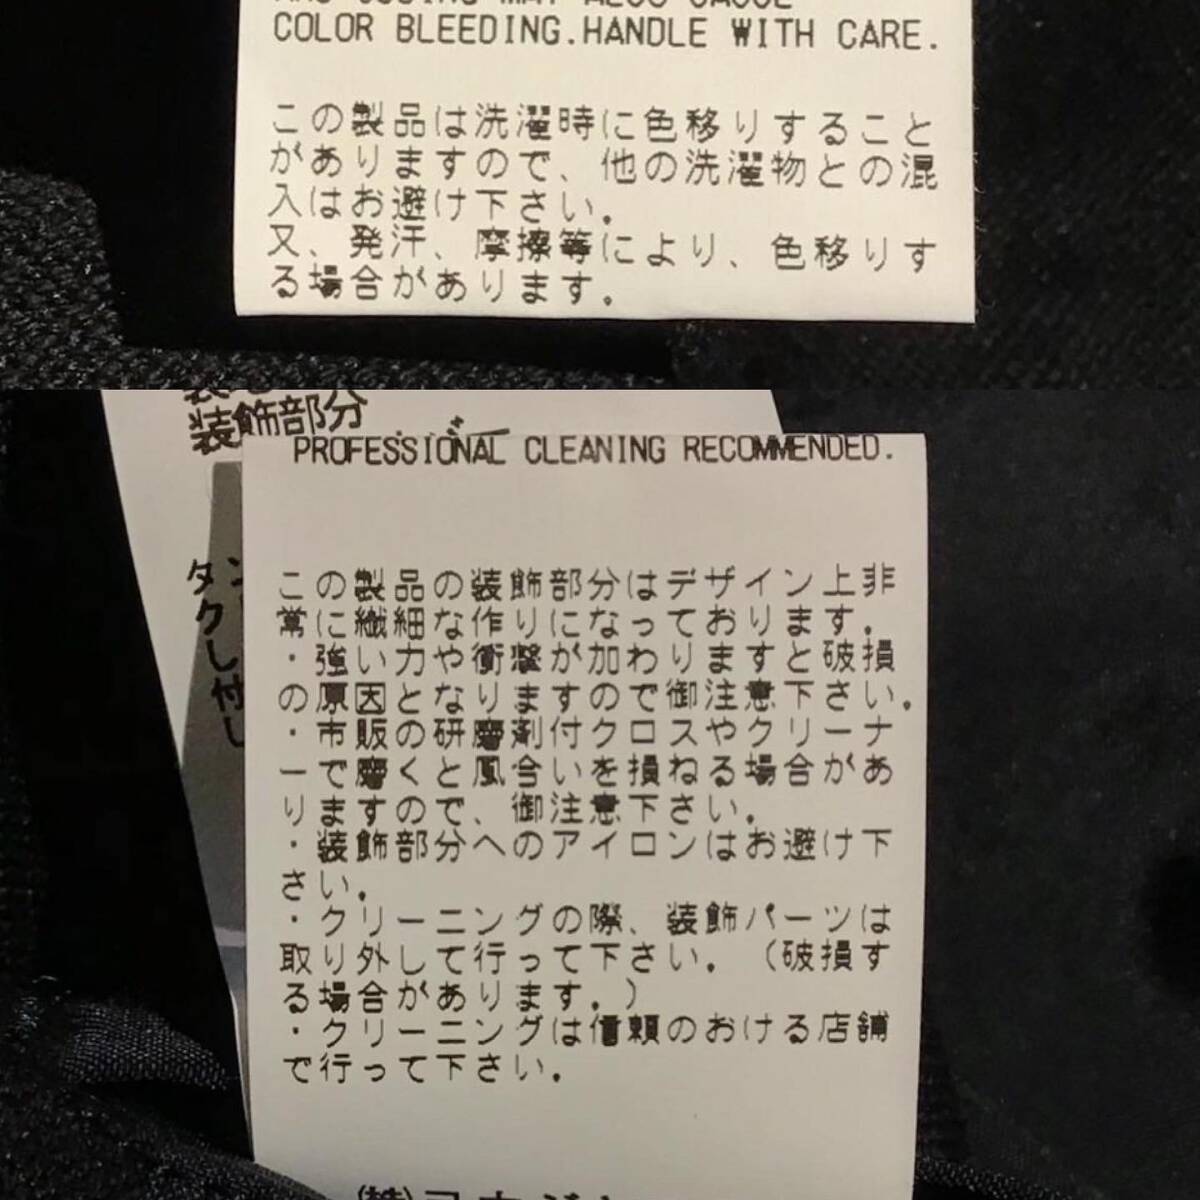 COLOR BLEEDING.HANDLE WITH CARE.
この製品は洗濯時に色移りすること
がありますので、他の洗濯物との混
入はお避け下さい。
又、発汗、摩擦等により、色移りす
る場合があります。
装飾部分
PROFESSIONAL CLEANING RECOMMENDED.
この製品の装飾部分はデザイン上非
常に繊細な作りになっております。
・強い力や衝撃が加わりますと破損
の原因となりますので御注意下さい。
・市販の研磨剤付クロスやクリーナ
ーで磨くと風合いを損ねる場合があ
りますので、御注意下さい。
・装飾部分へのアイロンはお避け下
さい。
・クリーニングの際、装飾パーツは
取り外して行って下さい。(破損す
る場合があります。)
・クリーニングは信頼のおける店舗
で行って下さい。